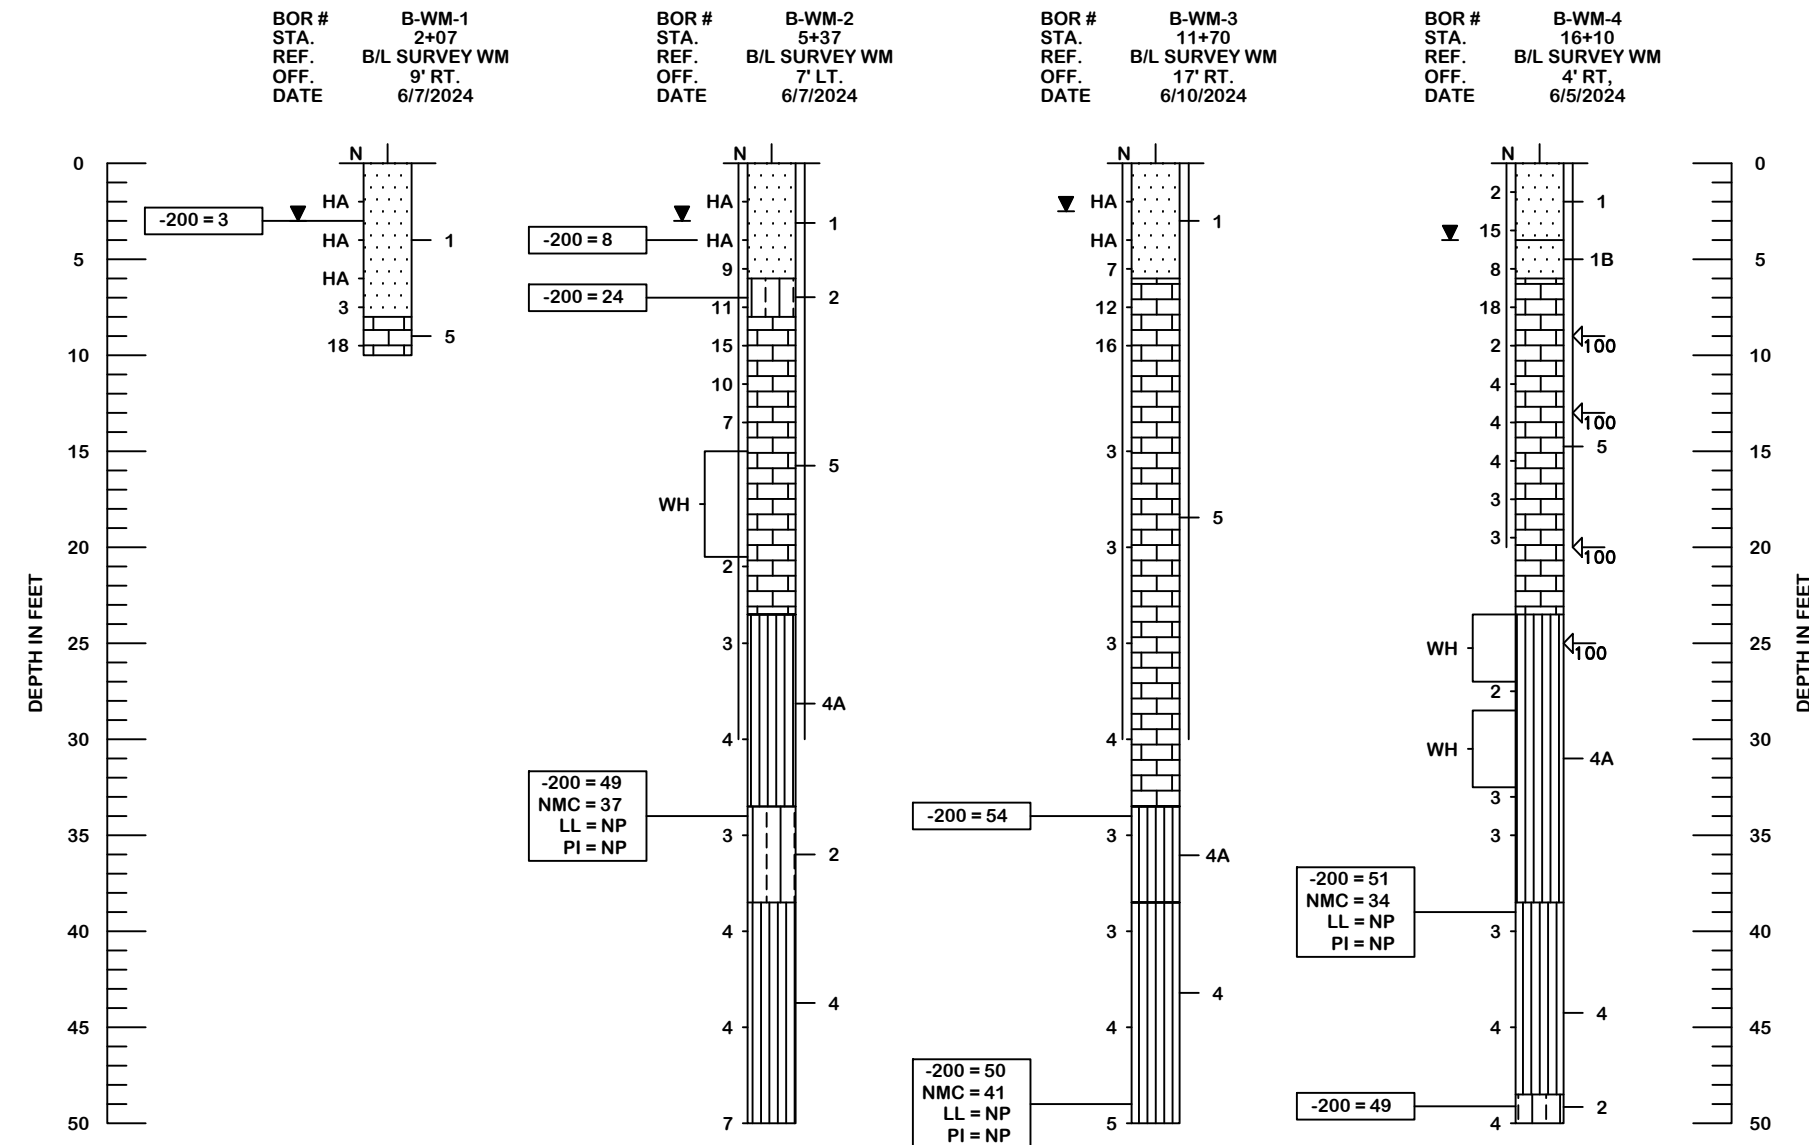 BOR # B-WM-1
STA. 2+07
REF. B/L SURVEY WM
OFF. 9' RT.
DATE 6/7/2024
BOR # B-WM-2
STA. 5+37
REF. B/L SURVEY WM
OFF. 7' LT.
DATE 6/7/2024
BOR # B-WM-3
STA. 11+70
REF. B/L SURVEY WM
OFF. 17' RT.
DATE 6/10/2024
BOR # B-WM-4
STA. 16+10
REF. B/L SURVEY WM
OFF. 4' RT,
DATE 6/5/2024
DEPTH IN FEET
0
5
10
15
20
25
30
35
40
45
50
N
HA
-200 = 3
HA
1
HA
3
5
18
N
HA
1
-200 = 8
HA
9
-200 = 24
2
11
15
10
7
5
WH
2
3
4A
4
-200 = 49
NMC = 37
LL = NP
PI = NP
3
2
4
4
4
7
N
HA
1
HA
7
12
16
3
5
3
3
4
-200 = 54
3
4A
3
4
4
-200 = 50
NMC = 41
LL = NP
PI = NP
5
N
2
1
15
1B
8
18
2
100
4
4
100
5
4
3
3
100
WH
100
2
WH
4A
3
3
-200 = 51
NMC = 34
LL = NP
PI = NP
3
4
4
-200 = 49
2
4
0
5
10
15
20
25
30
35
40
45
50
DEPTH IN FEET